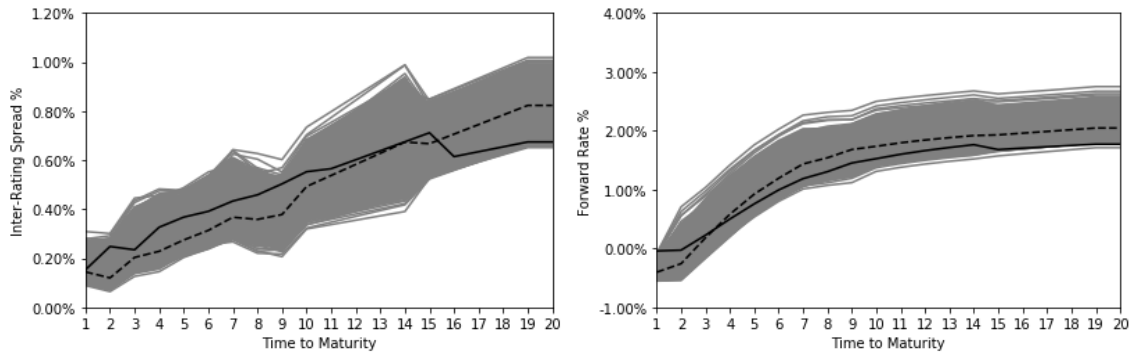 1.20%
1.00%
0.80%
0.60%
0.40%
0.20%
0.00%
Inter-Rating Spread %
1 2 3 4 5 6 7 8 9 10 14 15 16 17 18 19 20
Time to Maturity
4.00%
3.00%
2.00%
1.00%
0.00%
-1.00%
Forward Rate %
1 2 3 4 5 6 7 8 9 10 11 12 13 14 15 16 17 18 19 20
Time to Maturity